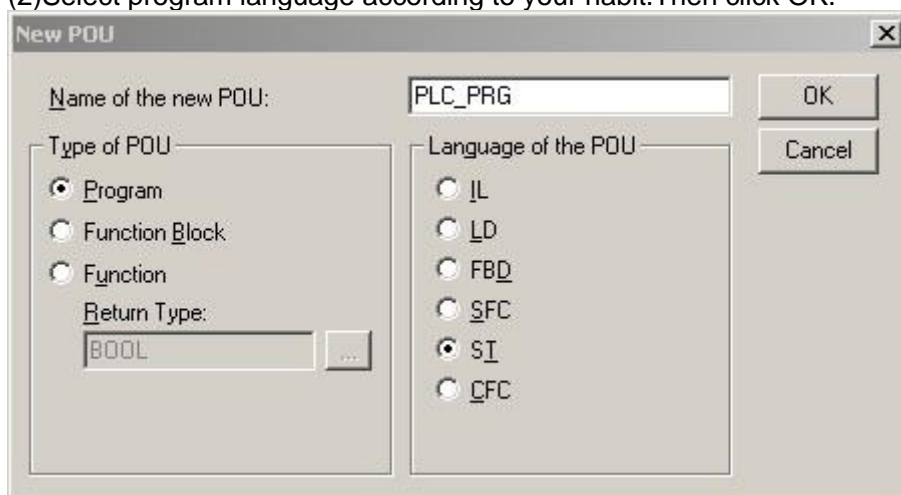 (2)Select program language according to your habit.Then click OK.
New POU
Name of the new POU:
PLC_PRG
OK
Cancel
Type of POU
Program
Function Block
Function
Return Type:
BOOL
...
Language of the POU
IL
LD
FBD
SFC
ST
CFC